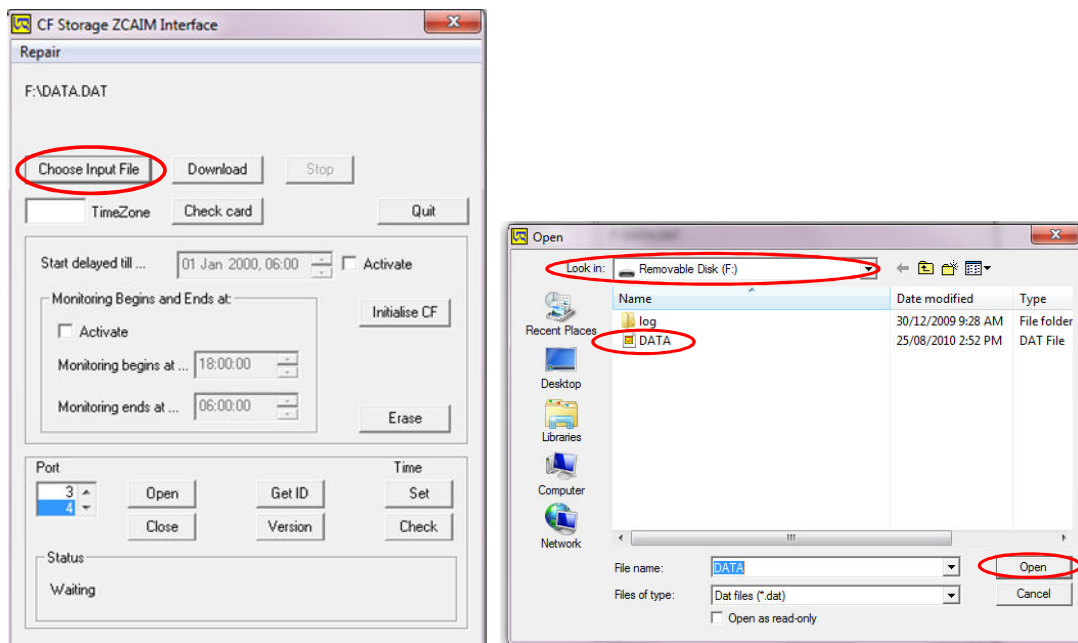 CF Storage ZCAIM Interface
Repair
F:\DATA.DAT
Choose Input File Download Stop
TimeZone Check card Quit
Start delayed till ... 01 Jan 2000, 06:00 Activate
Monitoring Begins and Ends at:
Initialise CF
Activate
Monitoring begins at ... 18:00:00
Monitoring ends at ... 06:00:00
Erase
Port Time
3 Open Get ID Set
4
Close Version Check
Status
Waiting
Open
Look in: Removable Disk (F:)
Name Date modified Type
log 30/12/2009 9:28 AM File folder
DATA 25/08/2010 2:52 PM DAT File
Recent Places
Desktop
Libraries
Computer
Network
File name: DATA Open
Files of type: Dat files (*.dat) Cancel
Open as read-only